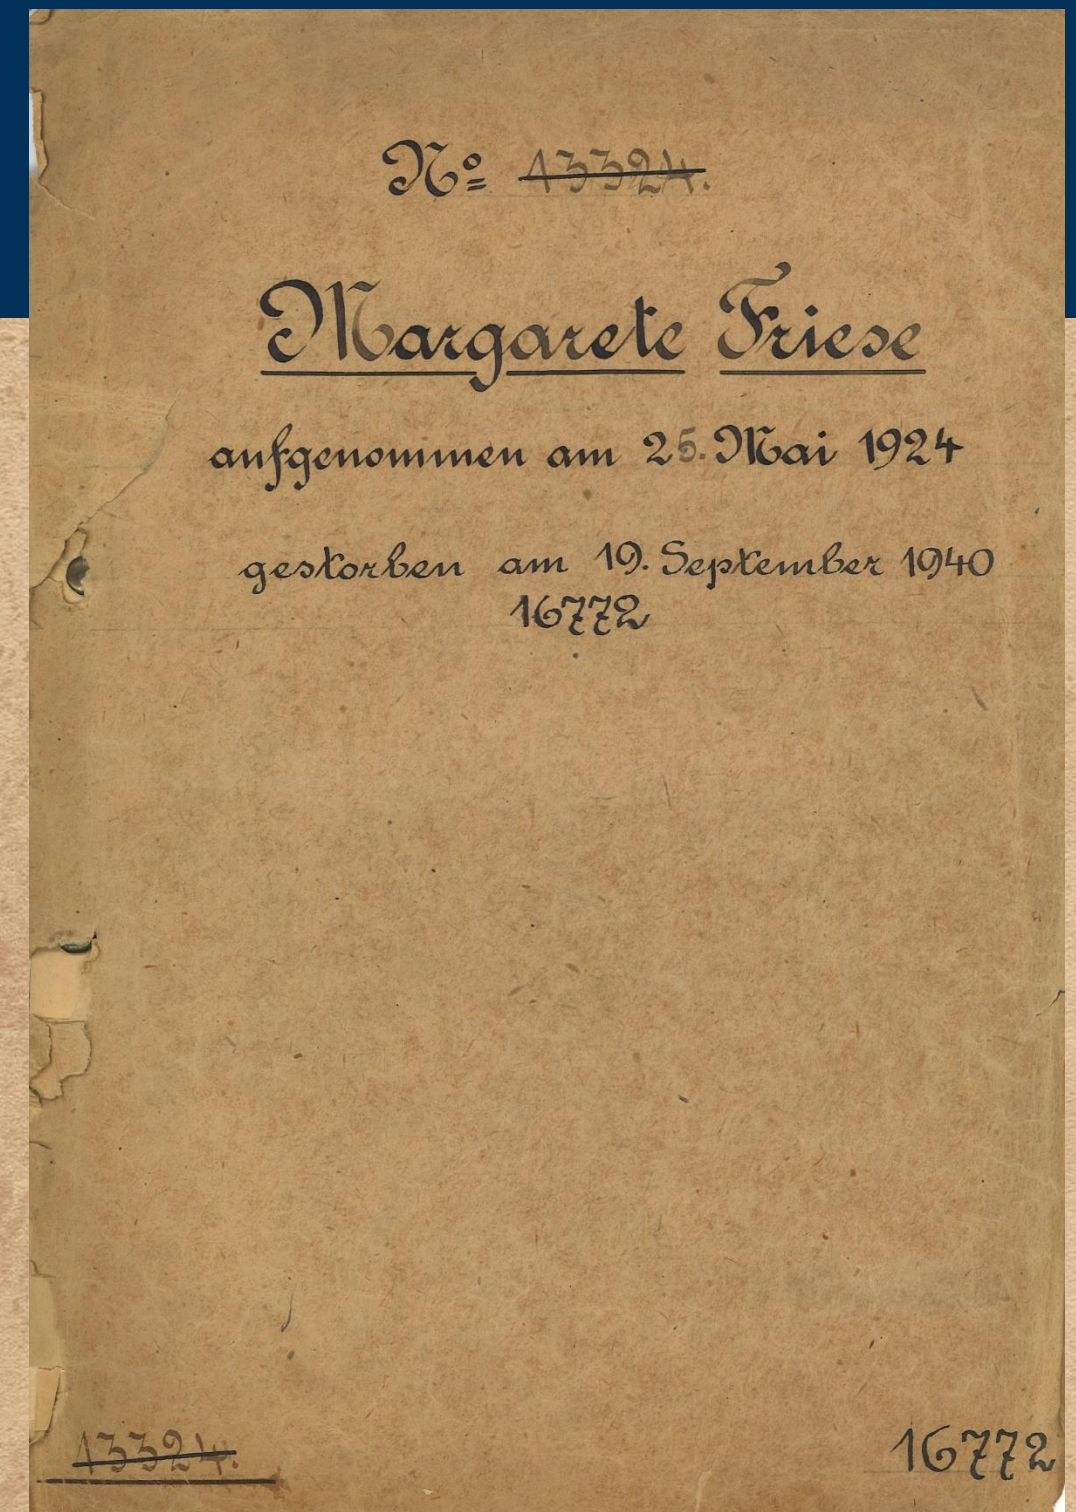 No 13324.
Margarete Friese
aufgenommen am 25. Mai 1924
gestorben am 19. September 1940
16772
13324.
16772